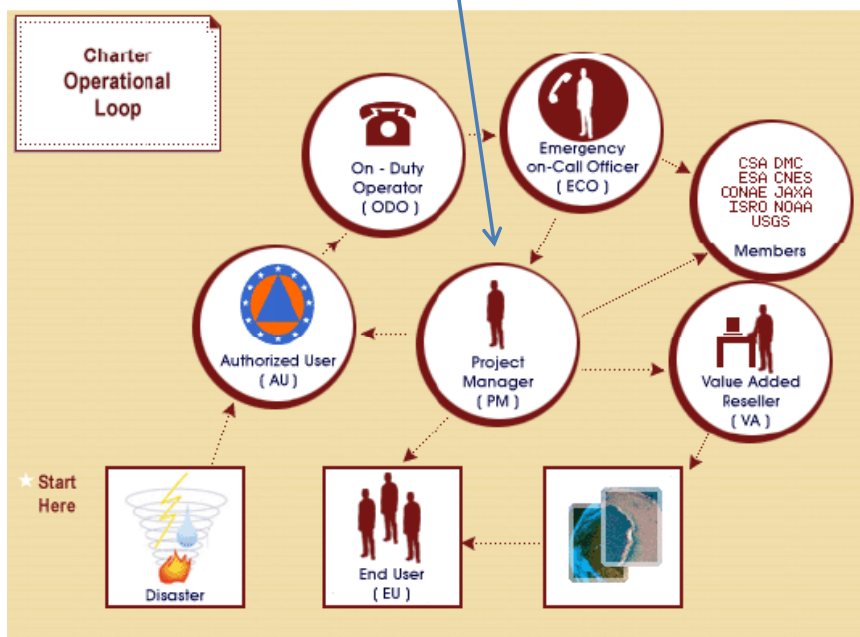 Charter
Operational
Loop
On - Duty
Operator
( ODO )
Emergency
on-Call Officer
( ECO )
CSA DMC
ESA CNES
CONAE JAXA
ISRO NOAA
USGS
Members
Authorized User
( AU )
Project
Manager
( PM )
Value Added
Reseller
( VA )
Start
Here
Disaster
End User
( EU )